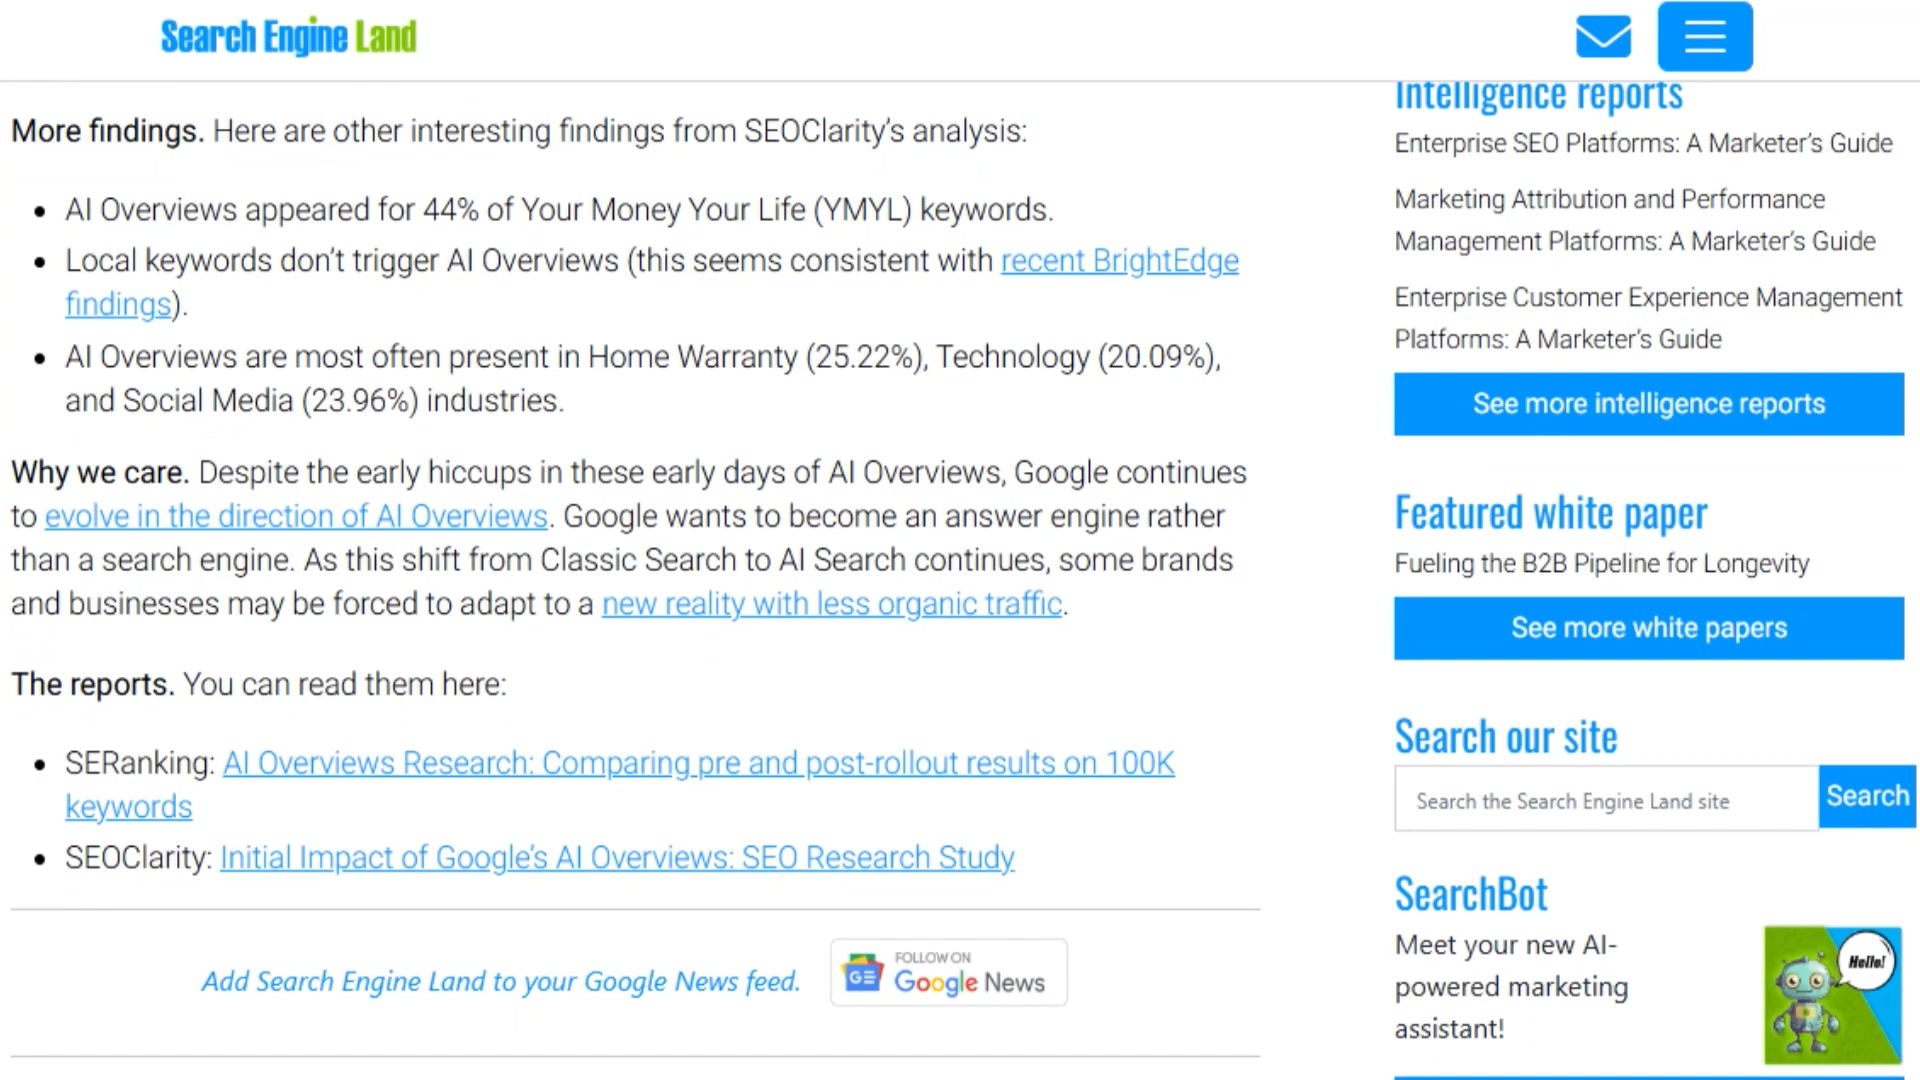 Search Engine Land
More findings. Here are other interesting findings from SEOClarity's analysis:
• AI Overviews appeared for 44% of Your Money Your Life (YMYL) keywords.
• Local keywords don't trigger AI Overviews (this seems consistent with recent BrightEdge
findings).
• AI Overviews are most often present in Home Warranty (25.22%), Technology (20.09%),
and Social Media (23.96%) industries.
Why we care. Despite the early hiccups in these early days of AI Overviews, Google continues
to evolve in the direction of AI Overviews. Google wants to become an answer engine rather
than a search engine. As this shift from Classic Search to AI Search continues, some brands
and businesses may be forced to adapt to a new reality with less organic traffic.
The reports. You can read them here:
• SERanking: AI Overviews Research: Comparing pre and post-rollout results on 100K
keywords
• SEOClarity: Initial Impact of Google's AI Overviews: SEO Research Study
Add Search Engine Land to your Google News feed.
FOLLOW ON
Google News
Intelligence reports
Enterprise SEO Platforms: A Marketer's Guide
Marketing Attribution and Performance
Management Platforms: A Marketer's Guide
Enterprise Customer Experience Management
Platforms: A Marketer's Guide
See more intelligence reports
Featured white paper
Fueling the B2B Pipeline for Longevity
See more white papers
Search our site
Search the Search Engine Land site
Search
SearchBot
Meet your new AI-
powered marketing
assistant!
Hello!